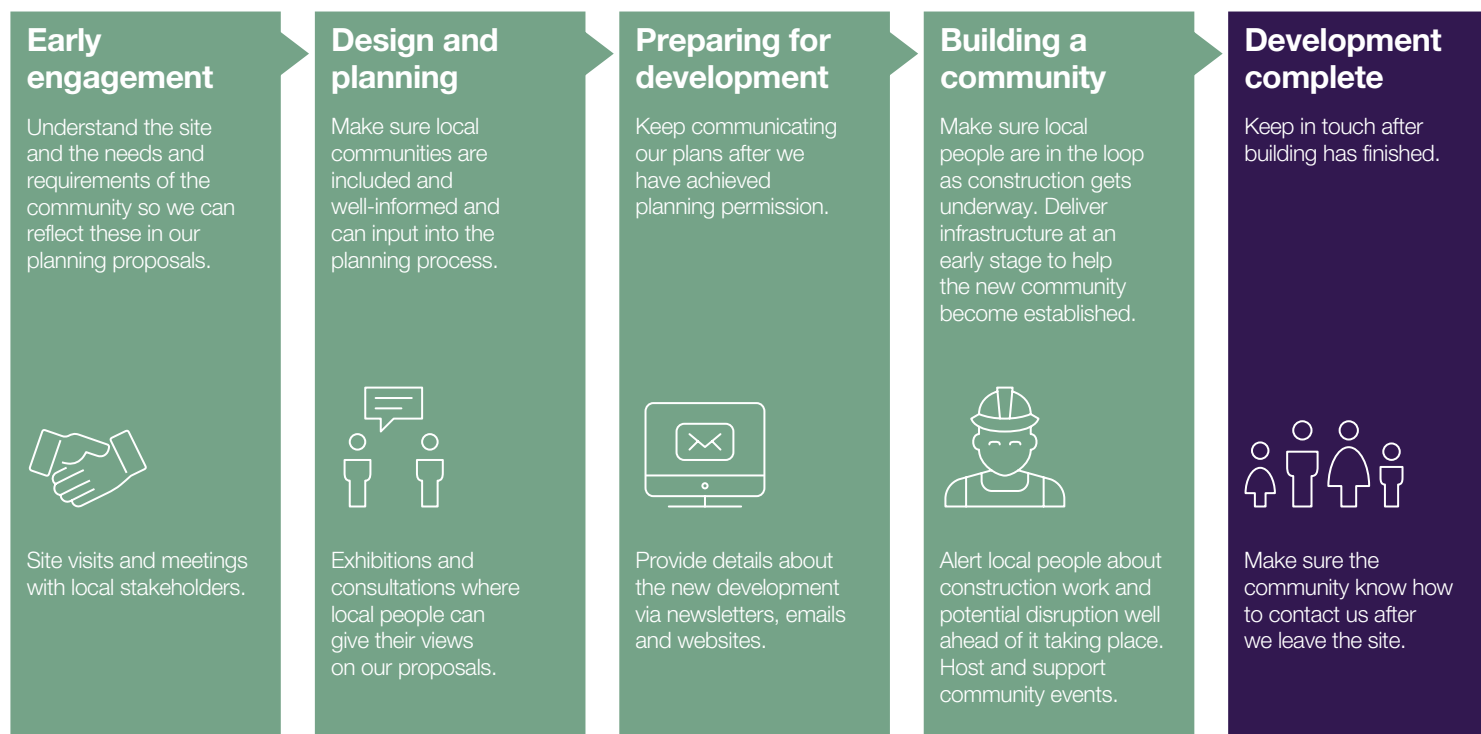 Early
engagement
Understand the site
and the needs and
requirements of the
community so we can
reflect these in our
planning proposals.
Site visits and meetings
with local stakeholders.
Design and
planning
Make sure local
communities are
included and
well-informed and
can input into the
planning process.
Exhibitions and
consultations where
local people can
give their views
on our proposals.
Preparing for
development
Keep communicating
our plans after we
have achieved
planning permission.
Provide details about
the new development
via newsletters, emails
and websites.
Building a
community
Make sure local
people are in the loop
as construction gets
underway. Deliver
infrastructure at an
early stage to help
the new community
become established.
Alert local people about
construction work and
potential disruption well
ahead of it taking place.
Host and support
community events.
Development
complete
Keep in touch after
building has finished.
Make sure the
community know how
to contact us after
we leave the site.